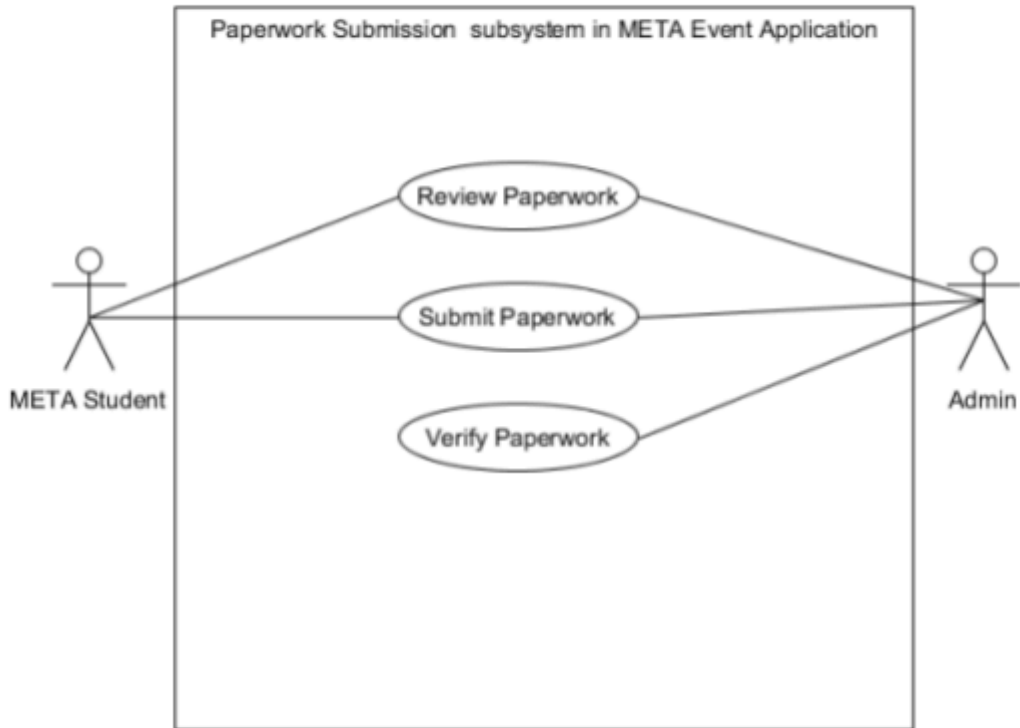 Paperwork Submission subsystem in META Event Application
Review Paperwork
Submit Paperwork
META Student
Admin
Verify Paperwork